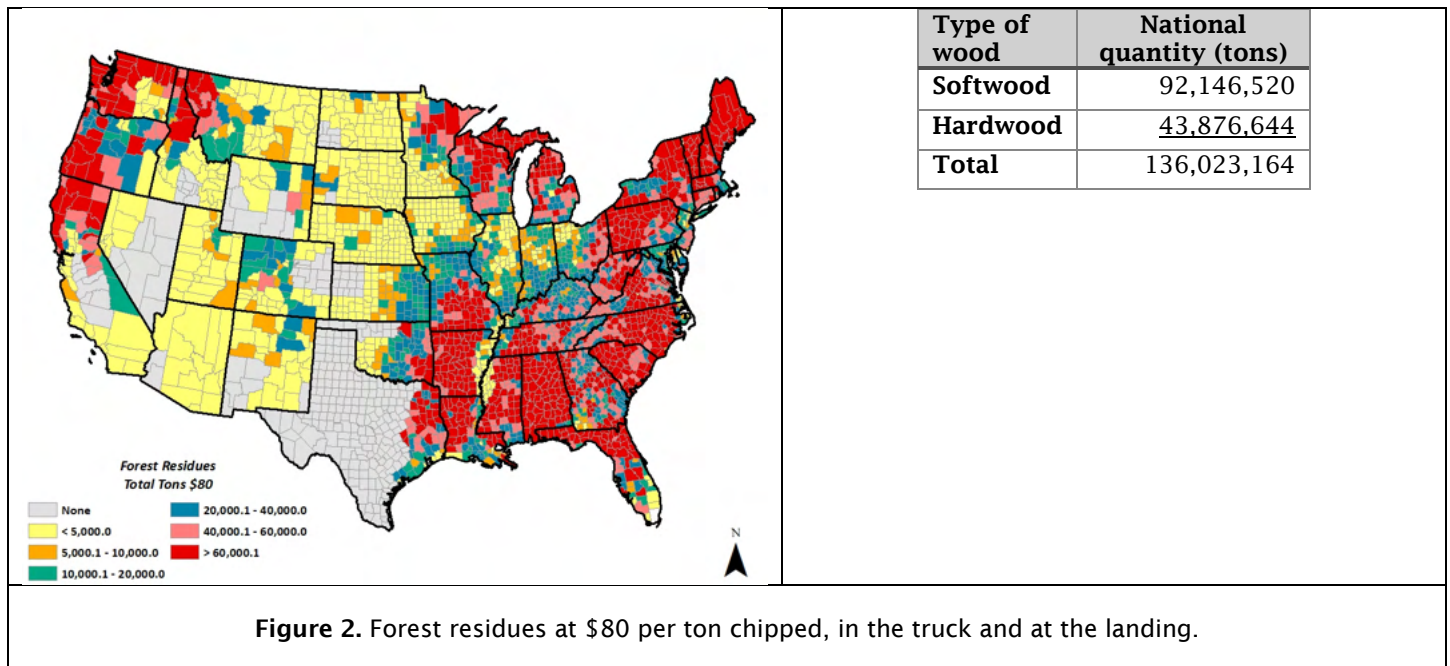 Forest Residues
Total Tons $80
None
< 5,000.0
5,000.1 - 10,000.0
10,000.1 - 20,000.0
20,000.1 - 40,000.0
40,000.1 - 60,000.0
> 60,000.1
N
Type of wood National quantity (tons)
Softwood 92,146,520
Hardwood 43,876,644
Total 136,023,164
Figure 2. Forest residues at $80 per ton chipped, in the truck and at the landing.